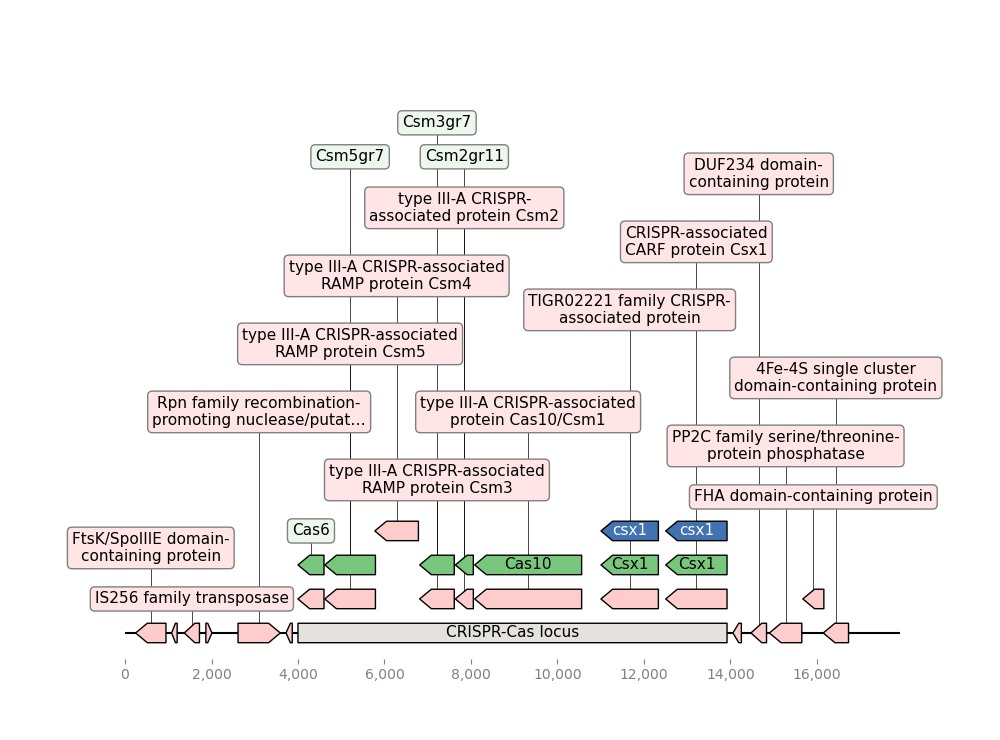 Csm3gr7
Csm5gr7
Csm2gr11
DUF234 domain-
containing protein
type III-A CRISPR-
associated protein Csm2
CRISPR-associated
CARF protein Csx1
type III-A CRISPR-associated
RAMP protein Csm4
TIGR02221 family CRISPR-
associated protein
type III-A CRISPR-associated
RAMP protein Csm5
4Fe-4S single cluster
domain-containing protein
Rpn family recombination-
promoting nuclease/putat...
type III-A CRISPR-associated
protein Cas10/Csm1
PP2C family serine/threonine-
protein phosphatase
type III-A CRISPR-associated
RAMP protein Csm3
FHA domain-containing protein
Cas6
csx1
csx1
FtsK/SpoIIIE domain-
containing protein
Cas10
Csx1
Csx1
IS256 family transposase
CRISPR-Cas locus
0
2,000
4,000
6,000
8,000
10,000
12,000
14,000
16,000